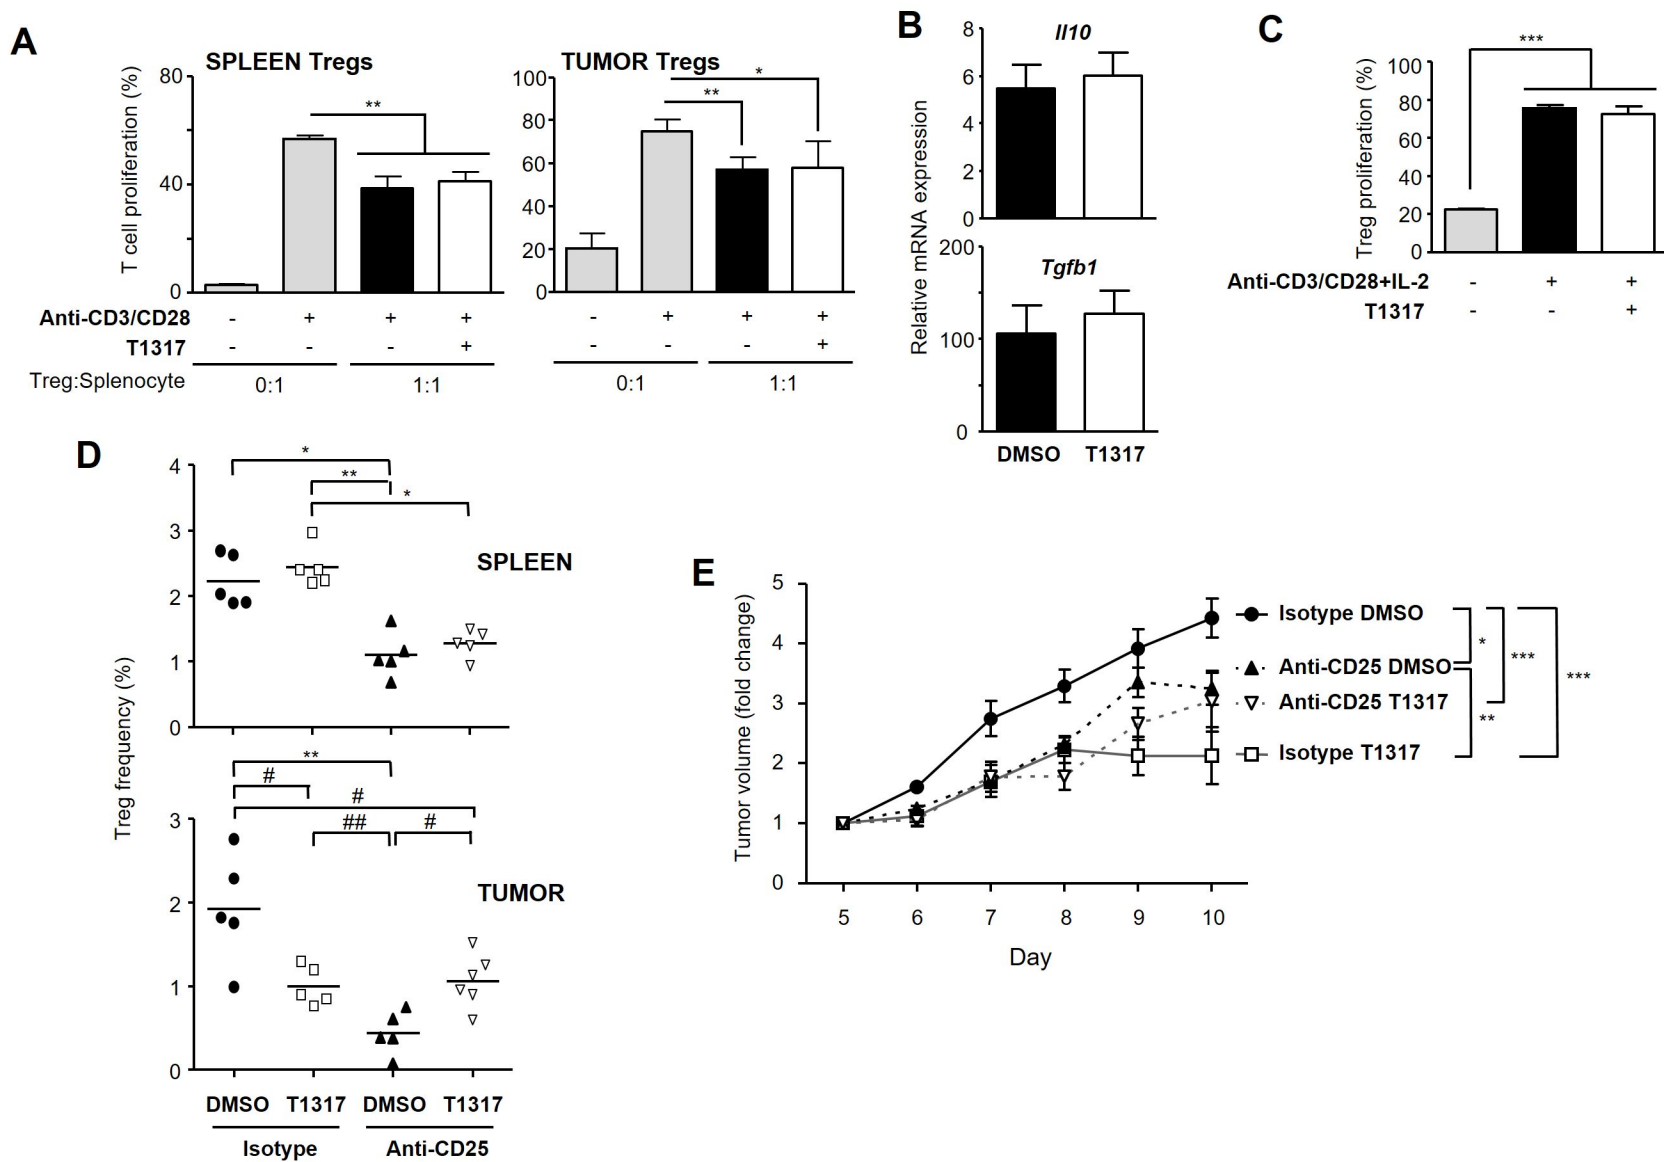 A
SPLEEN Tregs
T cell proliferation (%)
80
40
0
**
TUMOR Tregs
100
80
60
40
20
0
**
*
Anti-CD3/CD28 - + + + - + + +
T1317 - - - + - - - +
Treg:Splenocyte 0:1 1:1 0:1 1:1
B
Relative mRNA expression
Il10
8
6
4
2
0
Tgfb1
200
100
0
DMSO T1317
C
Treg proliferation (%)
100
80
60
40
20
0
***
Anti-CD3/CD28+IL-2 - + +
T1317 - - +
D
Treg frequency (%)
4
3
2
1
0
*
**
*
SPLEEN
3
2
1
0
**
#
#
##
#
TUMOR
DMSO T1317 DMSO T1317
Isotype Anti-CD25
E
Tumor volume (fold change)
5
4
3
2
1
0
5 6 7 8 9 10
Day
Isotype DMSO
Anti-CD25 DMSO
Anti-CD25 T1317
Isotype T1317
*
**
***
***